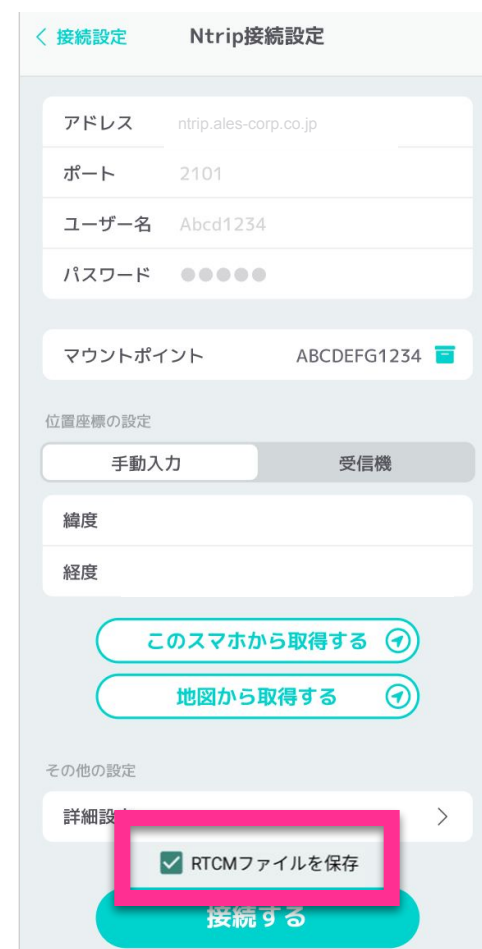 接続設定 Ntrip接続設定
アドレス ntrip.ales-corp.co.jp
ポート 2101
ユーザー名 Abcd1234
パスワード ●●●●●
マウントポイント ABCDEFG1234
位置座標の設定
手動入力 受信機
緯度
経度
このスマホから取得する
地図から取得する
その他の設定
詳細設
RTCMファイルを保存
接続する